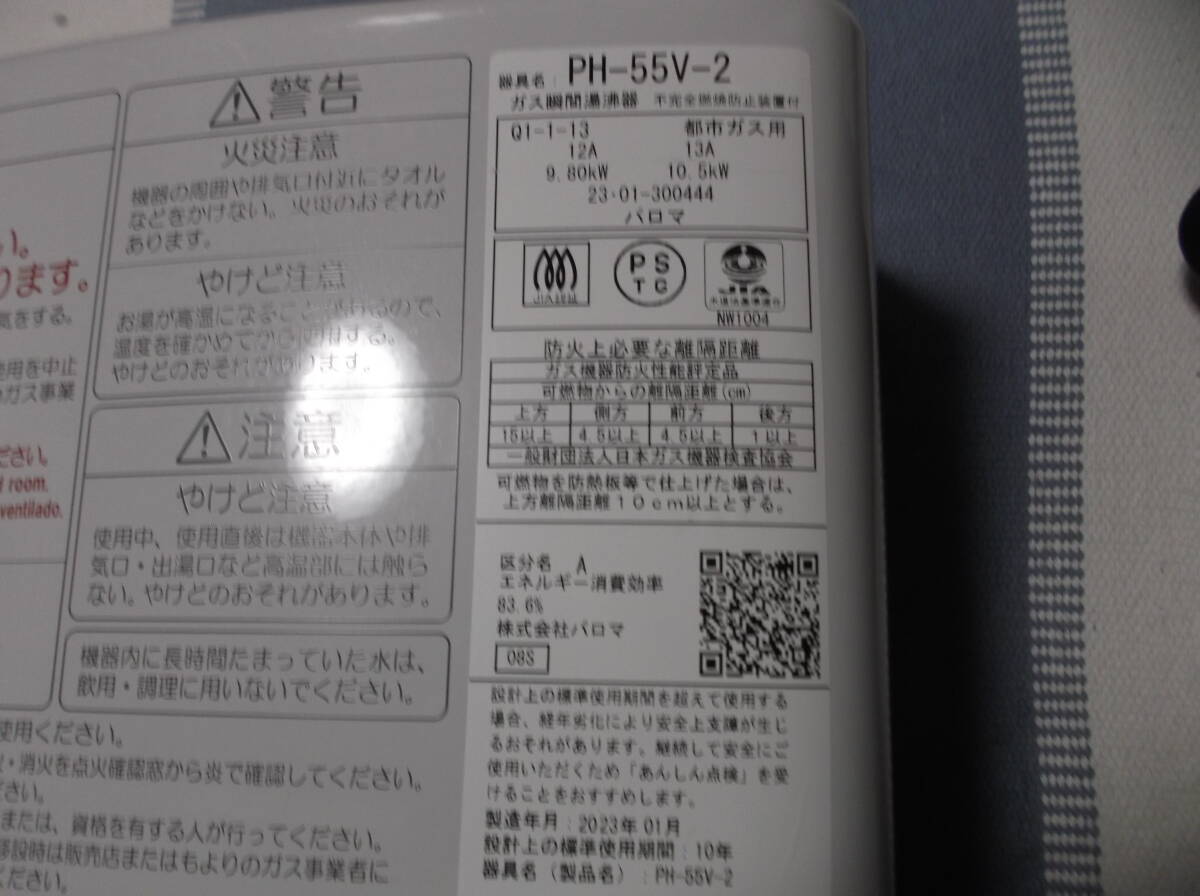 い。
ります。
気をする。
使用を中止
ガス事業
ださい。
d room.
ventilado.
警告
火災注意
機器の周囲や排気口付近にタオル
などをかけない。火災のおそれが
あります。
やけど注意
お湯が高温になることがあるので、
温度を確かめてから使用する。
やけどのおそれがあります。
注意
やけど注意
使用中、使用直後は機器本体や排
気口・出湯口など高温部には触ら
ない。やけどのおそれがあります。
機器内に長時間たまっていた水は、
飲用・調理に用いないでください。
使用ください。
・消火を点火確認窓から炎で確認してください。
ださい。
または、資格を有する人が行ってください。
移設時は販売店またはもよりのガス事業者に
ください。
器具名: PH-55V-2
ガス瞬間湯沸器 不完全燃焼防止装置付
Q1-1-13 都市ガス用
12A 13A
9.80kW 10.5kW
23・01-300444
パロマ
PS
TG
JIA
NW1004
防火上必要な離隔距離
ガス機器防火性能評定品
可燃物からの離隔距離(cm)
上方 側方 前方 後方
15以上 4.5以上 4.5以上 1以上
一般財団法人日本ガス機器検査協会
可燃物を防熱板等で仕上げた場合は、
上方離隔距離10cm以上とする。
区分名 A
エネルギー消費効率
83.6%
株式会社パロマ
08S
設計上の標準使用期間を超えて使用する
場合、経年劣化により安全上支障が生じ
るおそれがあります。継続して安全にご
使用いただくため「あんしん点検」を受
けることをおすすめします。
製造年月:2023年01月
設計上の標準使用期間:10年
器具名(製品名):PH-55V-2